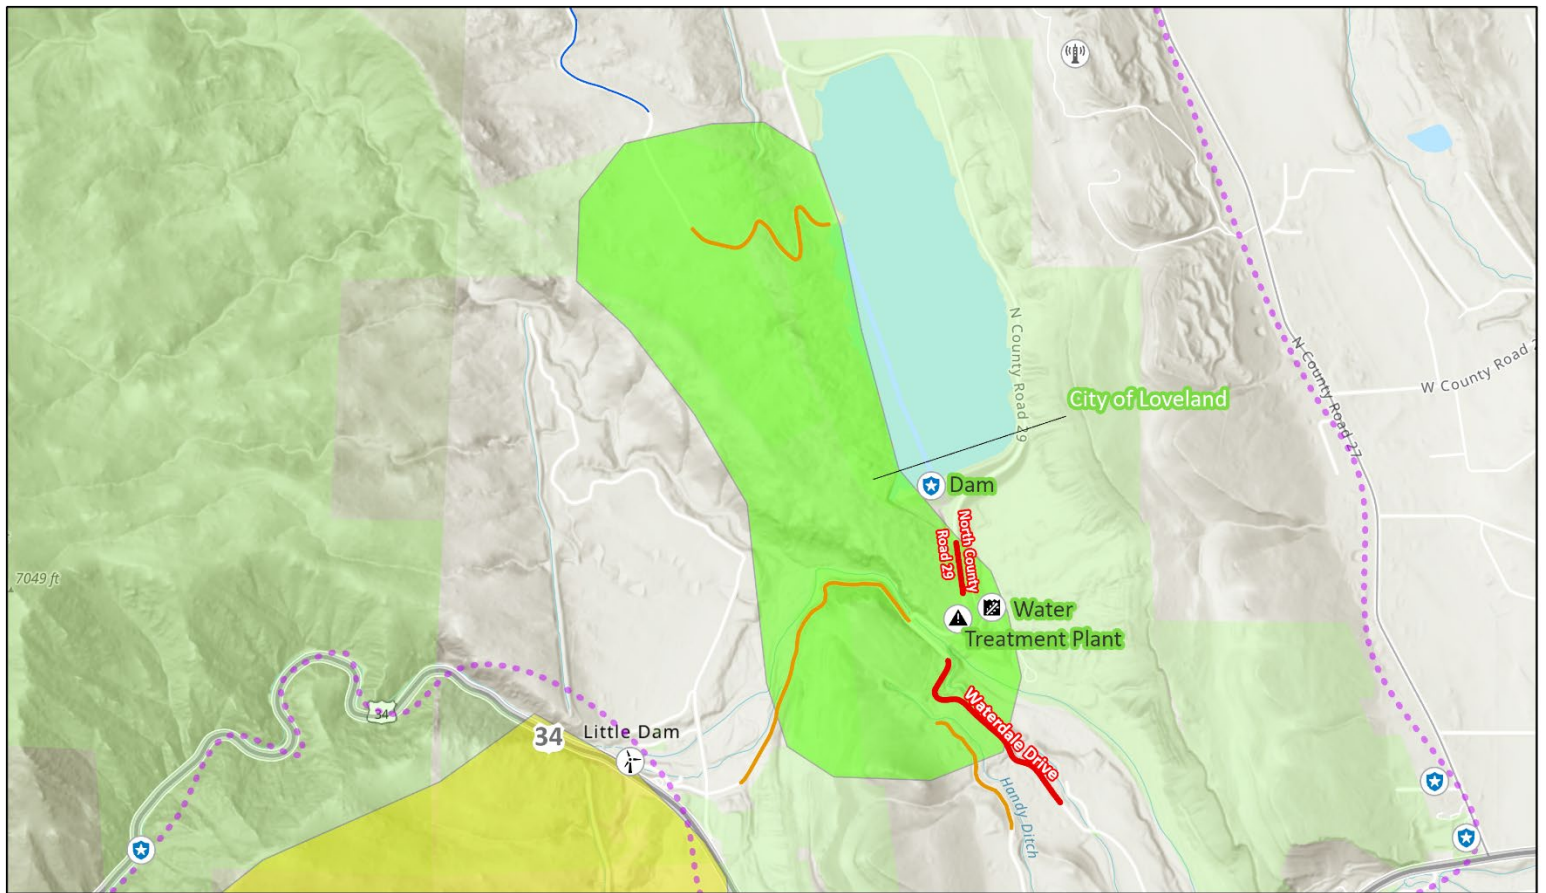 N County Road 29
N County Road 27
W County Road
City of Loveland
Dam
North County
Road 29
Water
Treatment Plant
7049 ft
Waterdale Drive
34
34
Little Dam
Handy Ditch